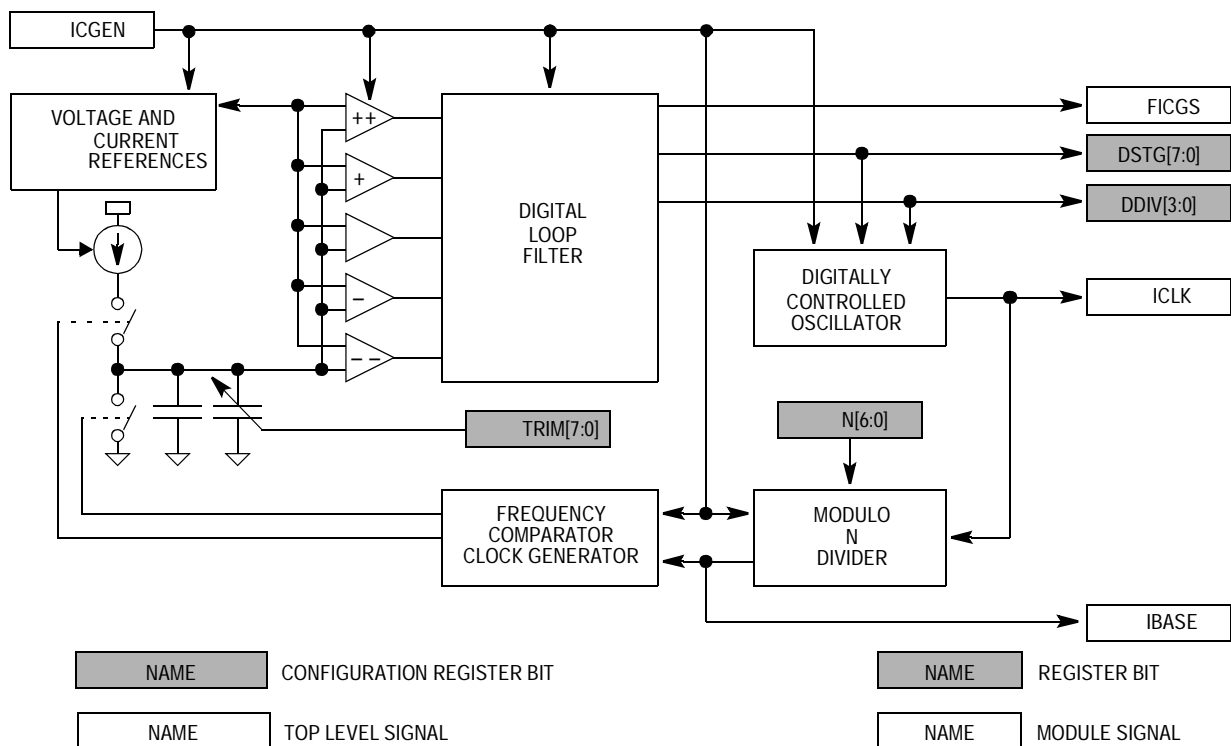 ICGEN
VOLTAGE AND
CURRENT
REFERENCES
++
+
-
- -
DIGITAL
LOOP
FILTER
FICGS
DSTG[7:0]
DDIV[3:0]
DIGITALLY
CONTROLLED
OSCILLATOR
ICLK
TRIM[7:0]
N[6:0]
FREQUENCY
COMPARATOR
CLOCK GENERATOR
MODULO
N
DIVIDER
IBASE
NAME CONFIGURATION REGISTER BIT
NAME REGISTER BIT
NAME TOP LEVEL SIGNAL
NAME MODULE SIGNAL